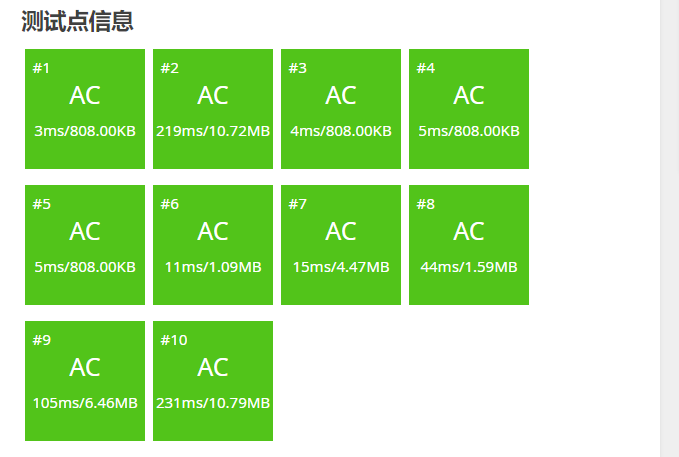 测试点信息
#1 #2 #3 #4
AC AC AC AC
3ms/808.00KB 219ms/10.72MB 4ms/808.00KB 5ms/808.00KB
#5 #6 #7 #8
AC AC AC AC
5ms/808.00KB 11ms/1.09MB 15ms/4.47MB 44ms/1.59MB
#9 #10
AC AC
105ms/6.46MB 231ms/10.79MB